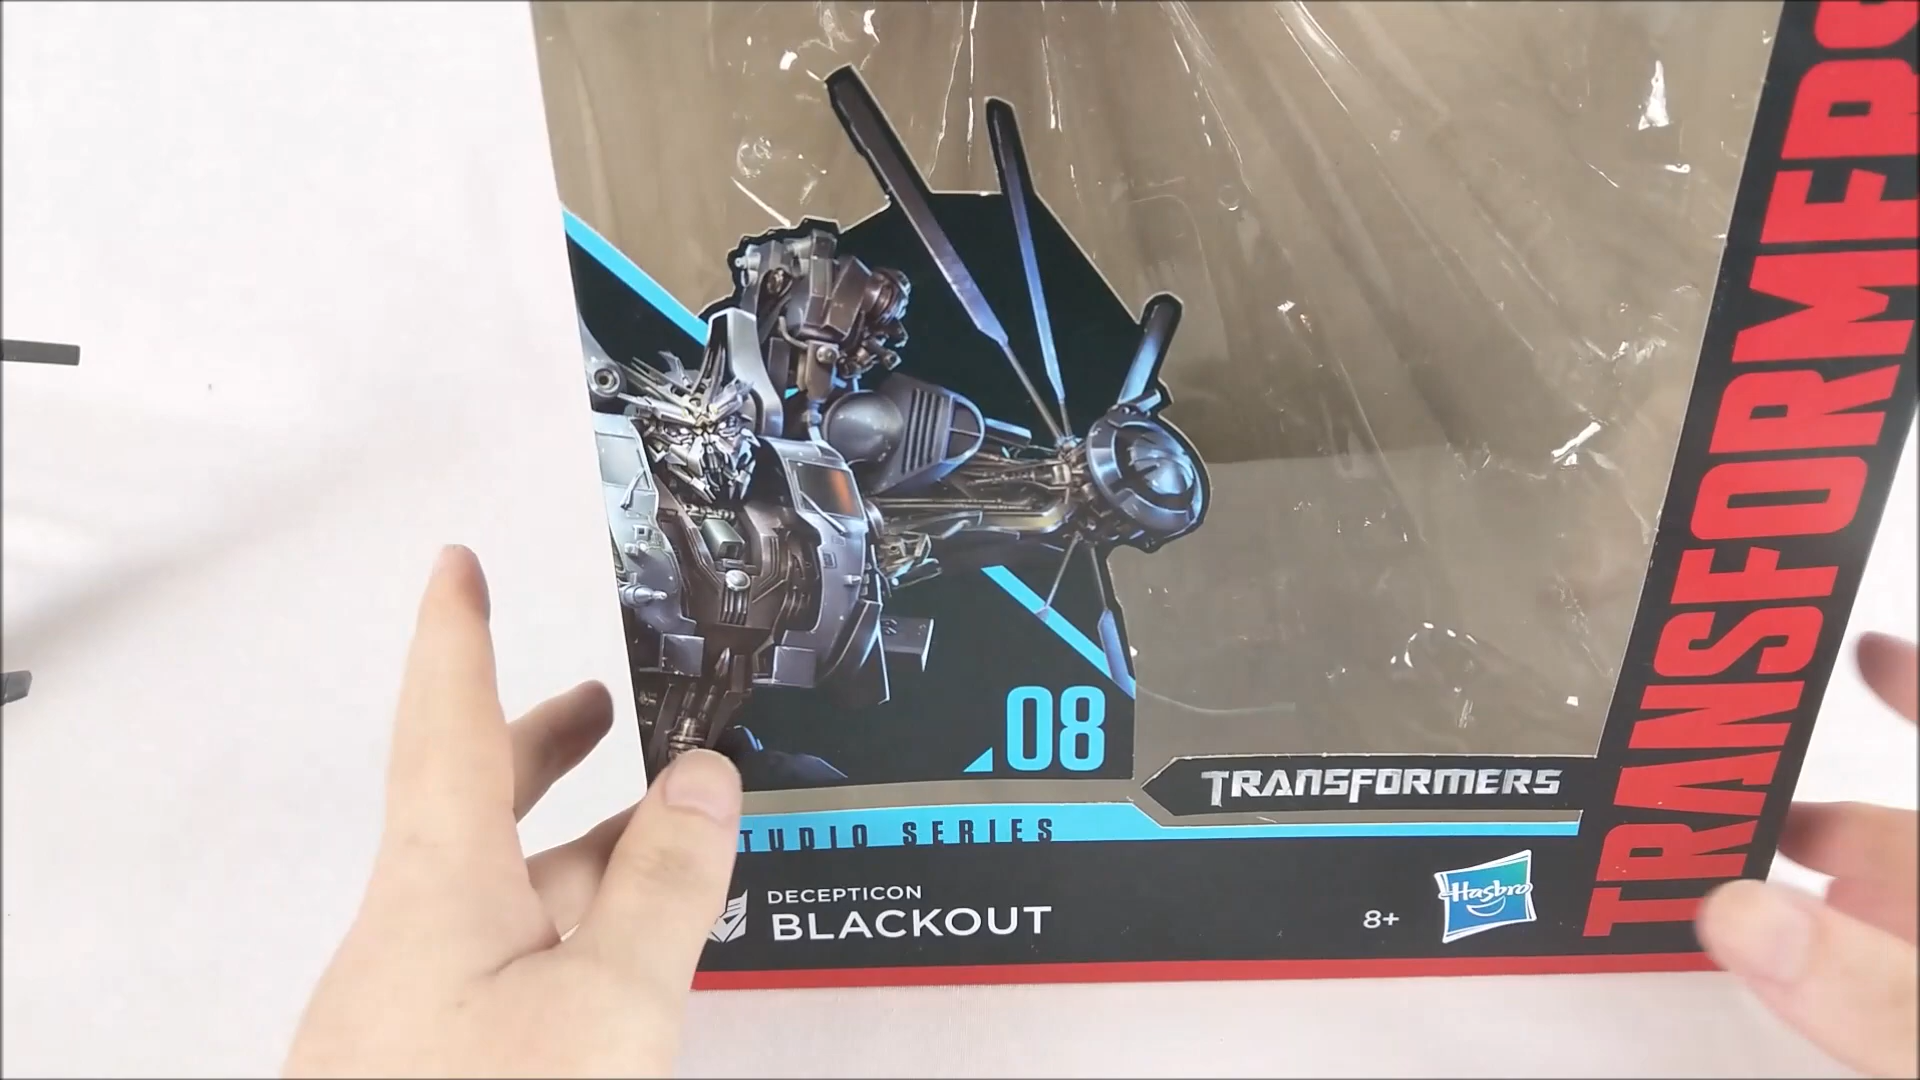 08
TRANSFORMERS
TUDIO SERIES
DECEPTICON
BLACKOUT
8+
Hasbro
TRANSFORMERS